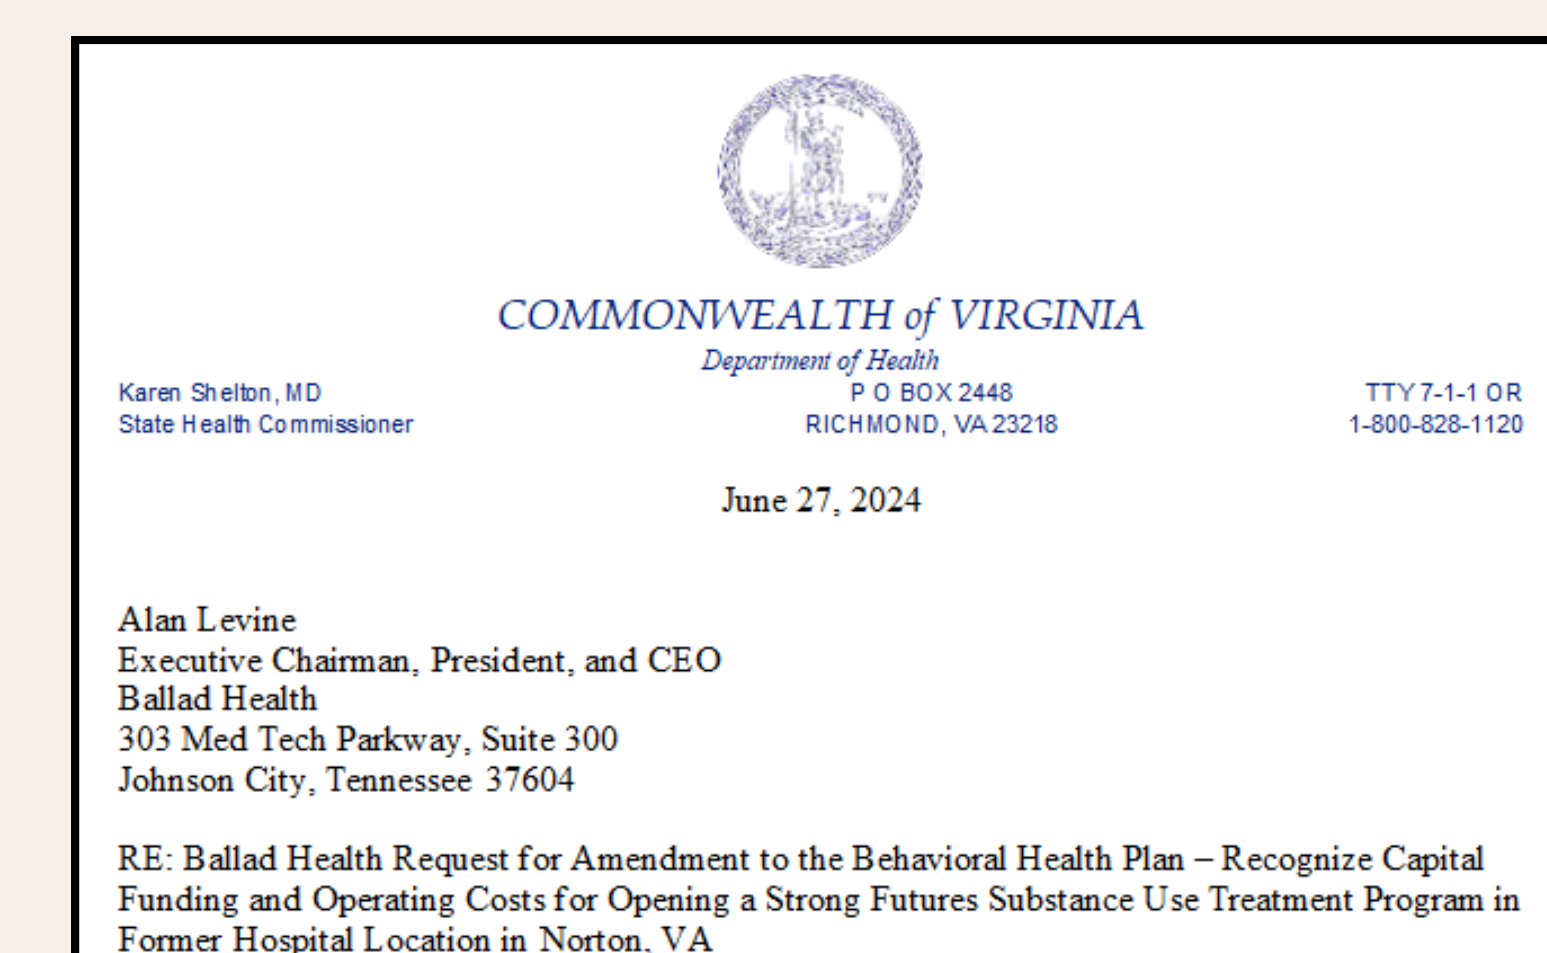 COMMONWEALTH of VIRGINIA
Department of Health
Karen Shelton, MD P O BOX 2448 TTY 7-1-1 OR
State Health Commissioner RICHMOND, VA 23218 1-800-828-1120
June 27, 2024
Alan Levine
Executive Chairman, President, and CEO
Ballad Health
303 Med Tech Parkway, Suite 300
Johnson City, Tennessee 37604
RE: Ballad Health Request for Amendment to the Behavioral Health Plan – Recognize Capital
Funding and Operating Costs for Opening a Strong Futures Substance Use Treatment Program in
Former Hospital Location in Norton, VA